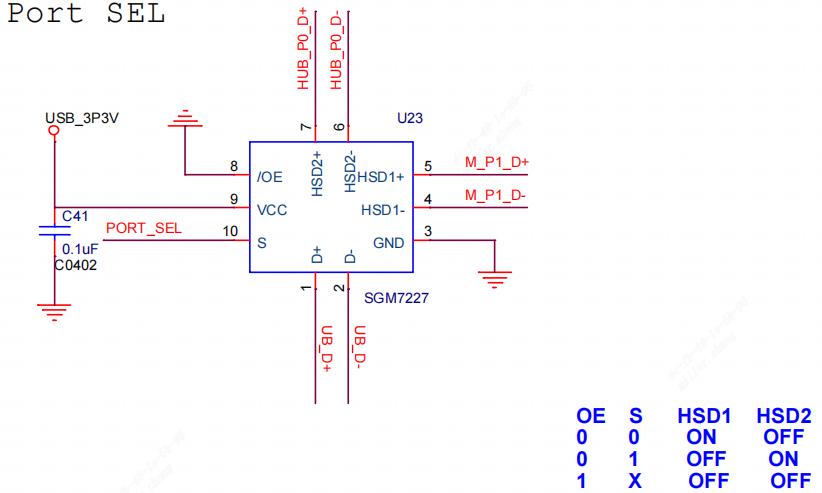 Port SEL
HUB_P0_D+
HUB_P0_D-
USB_3P3V
U23
7
6
8
/OE
HSD2+
HSD2-
HSD1+
5
M_P1_D+
9
VCC
HSD1-
4
M_P1_D-
C41
0.1uF
C0402
PORT_SEL
10
S
D+
D-
GND
3
1
2
SGM7227
UB_D+
UB_D-
OE S HSD1 HSD2
0 0 ON OFF
0 1 OFF ON
1 X OFF OFF